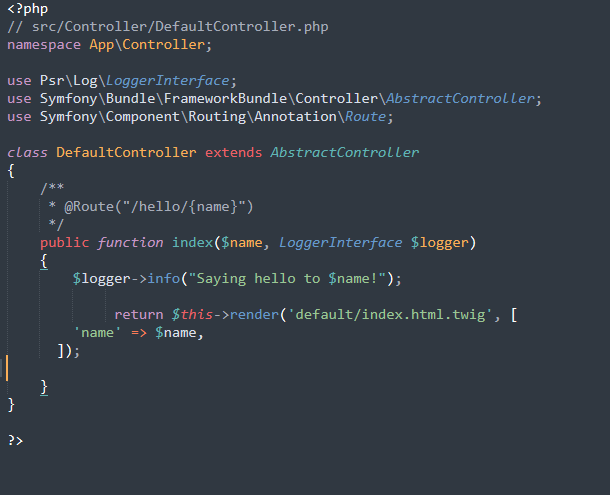 <?php
// src/Controller/DefaultController.php
namespace App\Controller;
use Psr\Log\LoggerInterface;
use Symfony\Bundle\FrameworkBundle\Controller\AbstractController;
use Symfony\Component\Routing\Annotation\Route;
class DefaultController extends AbstractController
{
/**
* @Route("/hello/{name}")
*/
public function index($name, LoggerInterface $logger)
{
$logger->info("Saying hello to $name!");
return $this->render('default/index.html.twig', [
'name' => $name,
]);
}
}
?>